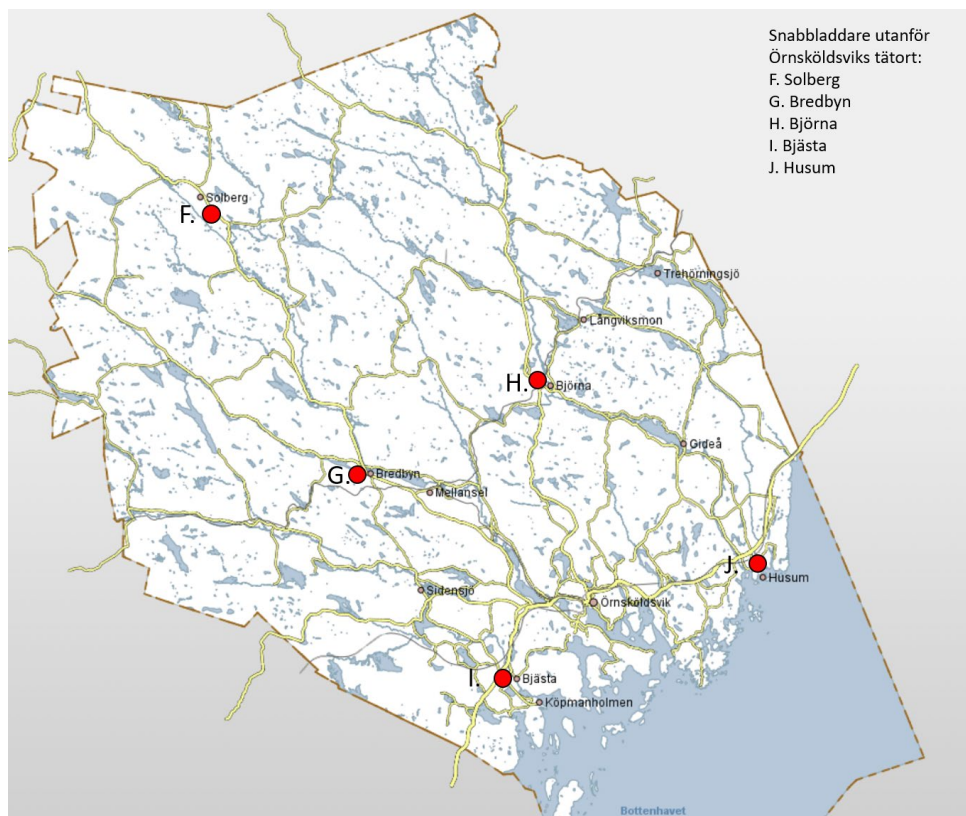 Snabbladdare utanför
Örnsköldsviks tätort:
F. Solberg
G. Bredbyn
H. Björna
I. Bjästa
J. Husum
Solberg
F.
Trehörningsjö
Långviksmon
H.
Björna
Gideå
G.
Bredbyn
Mellansel
J.
Husum
Sidensjö
Örnsköldsvik
I.
Bjästa
Köpmanholmen
Bottenhavet